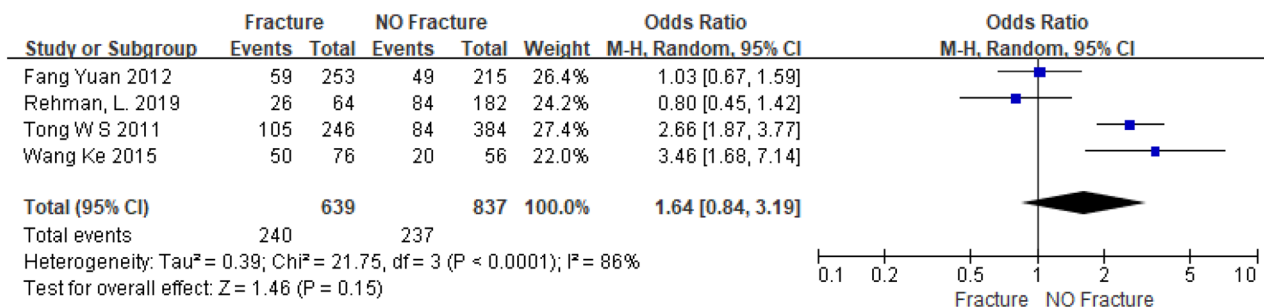 Fracture NO Fracture Odds Ratio Odds Ratio
Study or Subgroup Events Total Events Total Weight M-H, Random, 95% CI M-H, Random, 95% CI
Fang Yuan 2012 59 253 49 215 26.4% 1.03 [0.67, 1.59]
Rehman, L. 2019 26 64 84 182 24.2% 0.80 [0.45, 1.42]
Tong W S 2011 105 246 84 384 27.4% 2.66 [1.87, 3.77]
Wang Ke 2015 50 76 20 56 22.0% 3.46 [1.68, 7.14]
Total (95% CI) 639 837 100.0% 1.64 [0.84, 3.19]
Total events 240 237
Heterogeneity: Tau² = 0.39; Chi² = 21.75, df = 3 (P < 0.0001); I² = 86%
Test for overall effect: Z = 1.46 (P = 0.15)
0.1 0.2 0.5 1 2 5 10
Fracture NO Fracture